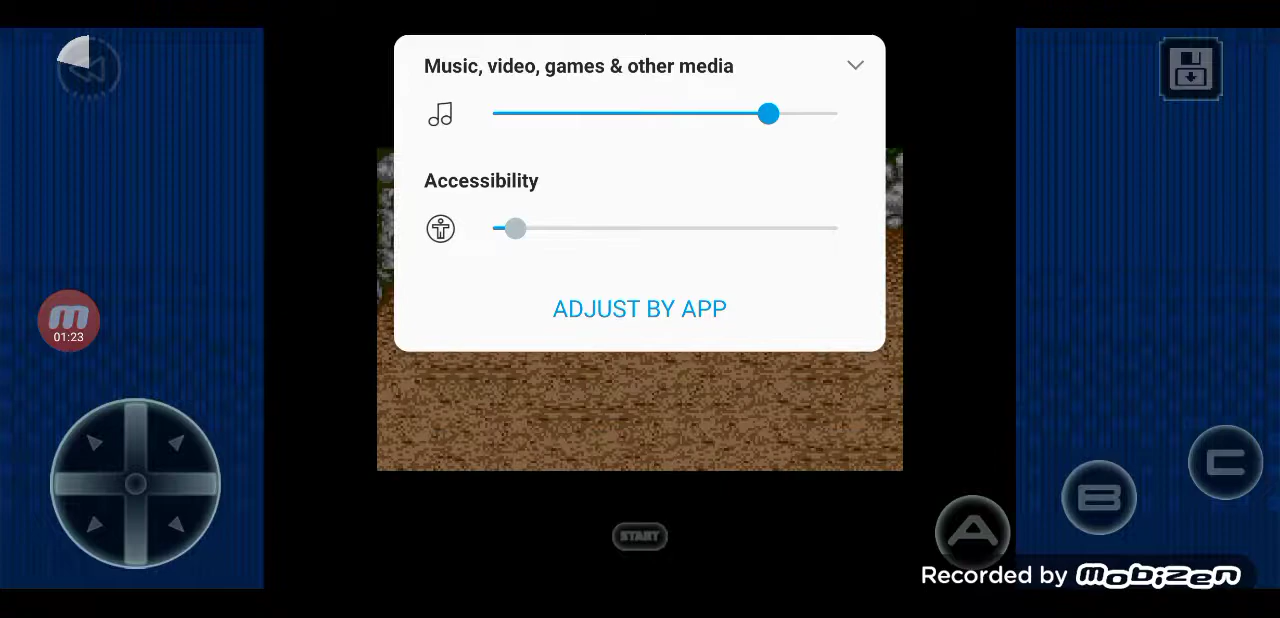 Music, video, games & other media
Accessibility
ADJUST BY APP
m
01:23
START
A
B
C
Recorded by mobizen